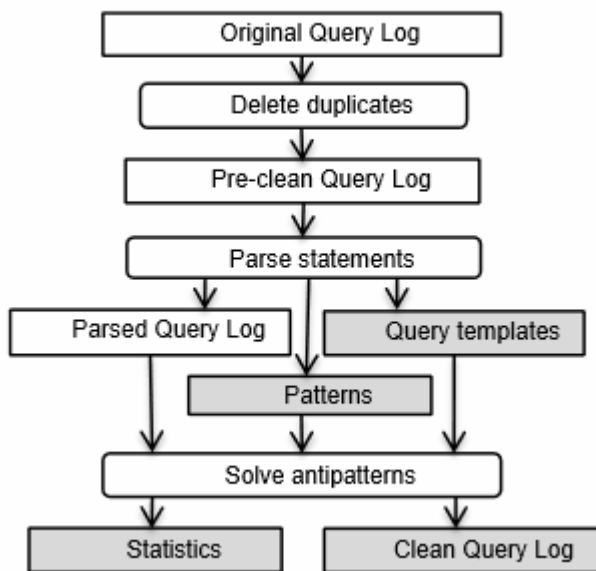 Original Query Log
Delete duplicates
Pre-clean Query Log
Parse statements
Parsed Query Log
Query templates
Patterns
Solve antipatterns
Statistics
Clean Query Log